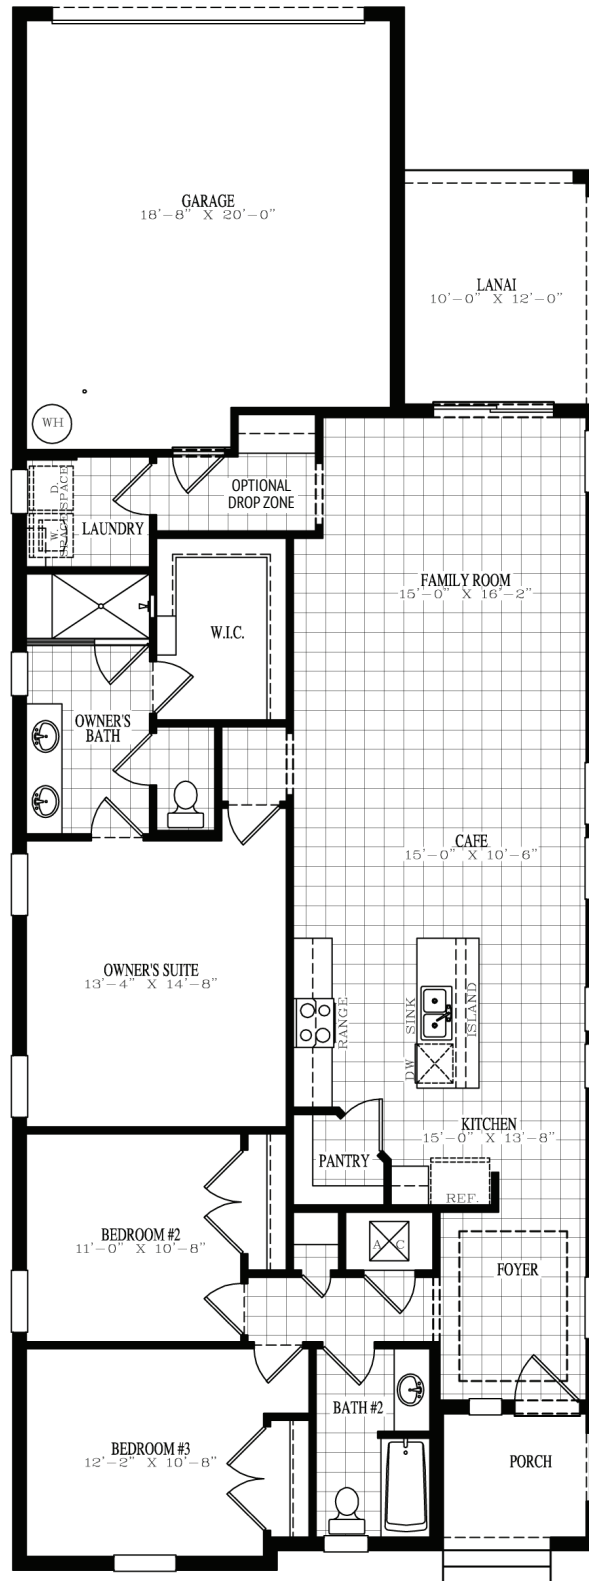 GARAGE
18'-8" X 20'-0"
LANAI
10'-0" X 12'-0"
WH
D.
SPACE
OPTIONAL
DROP ZONE
W.
SPACE
LAUNDRY
FAMILY ROOM
15'-0" X 16'-2"
W.I.C.
OWNER'S
BATH
CAFE
15'-0" X 10'-6"
OWNER'S SUITE
13'-4" X 14'-8"
RANGE
SINK
ISLAND
DW
KITCHEN
15'-0" X 13'-8"
PANTRY
REF.
BEDROOM #2
11'-0" X 10'-8"
A C
FOYER
BATH #2
BEDROOM #3
12'-2" X 10'-8"
PORCH